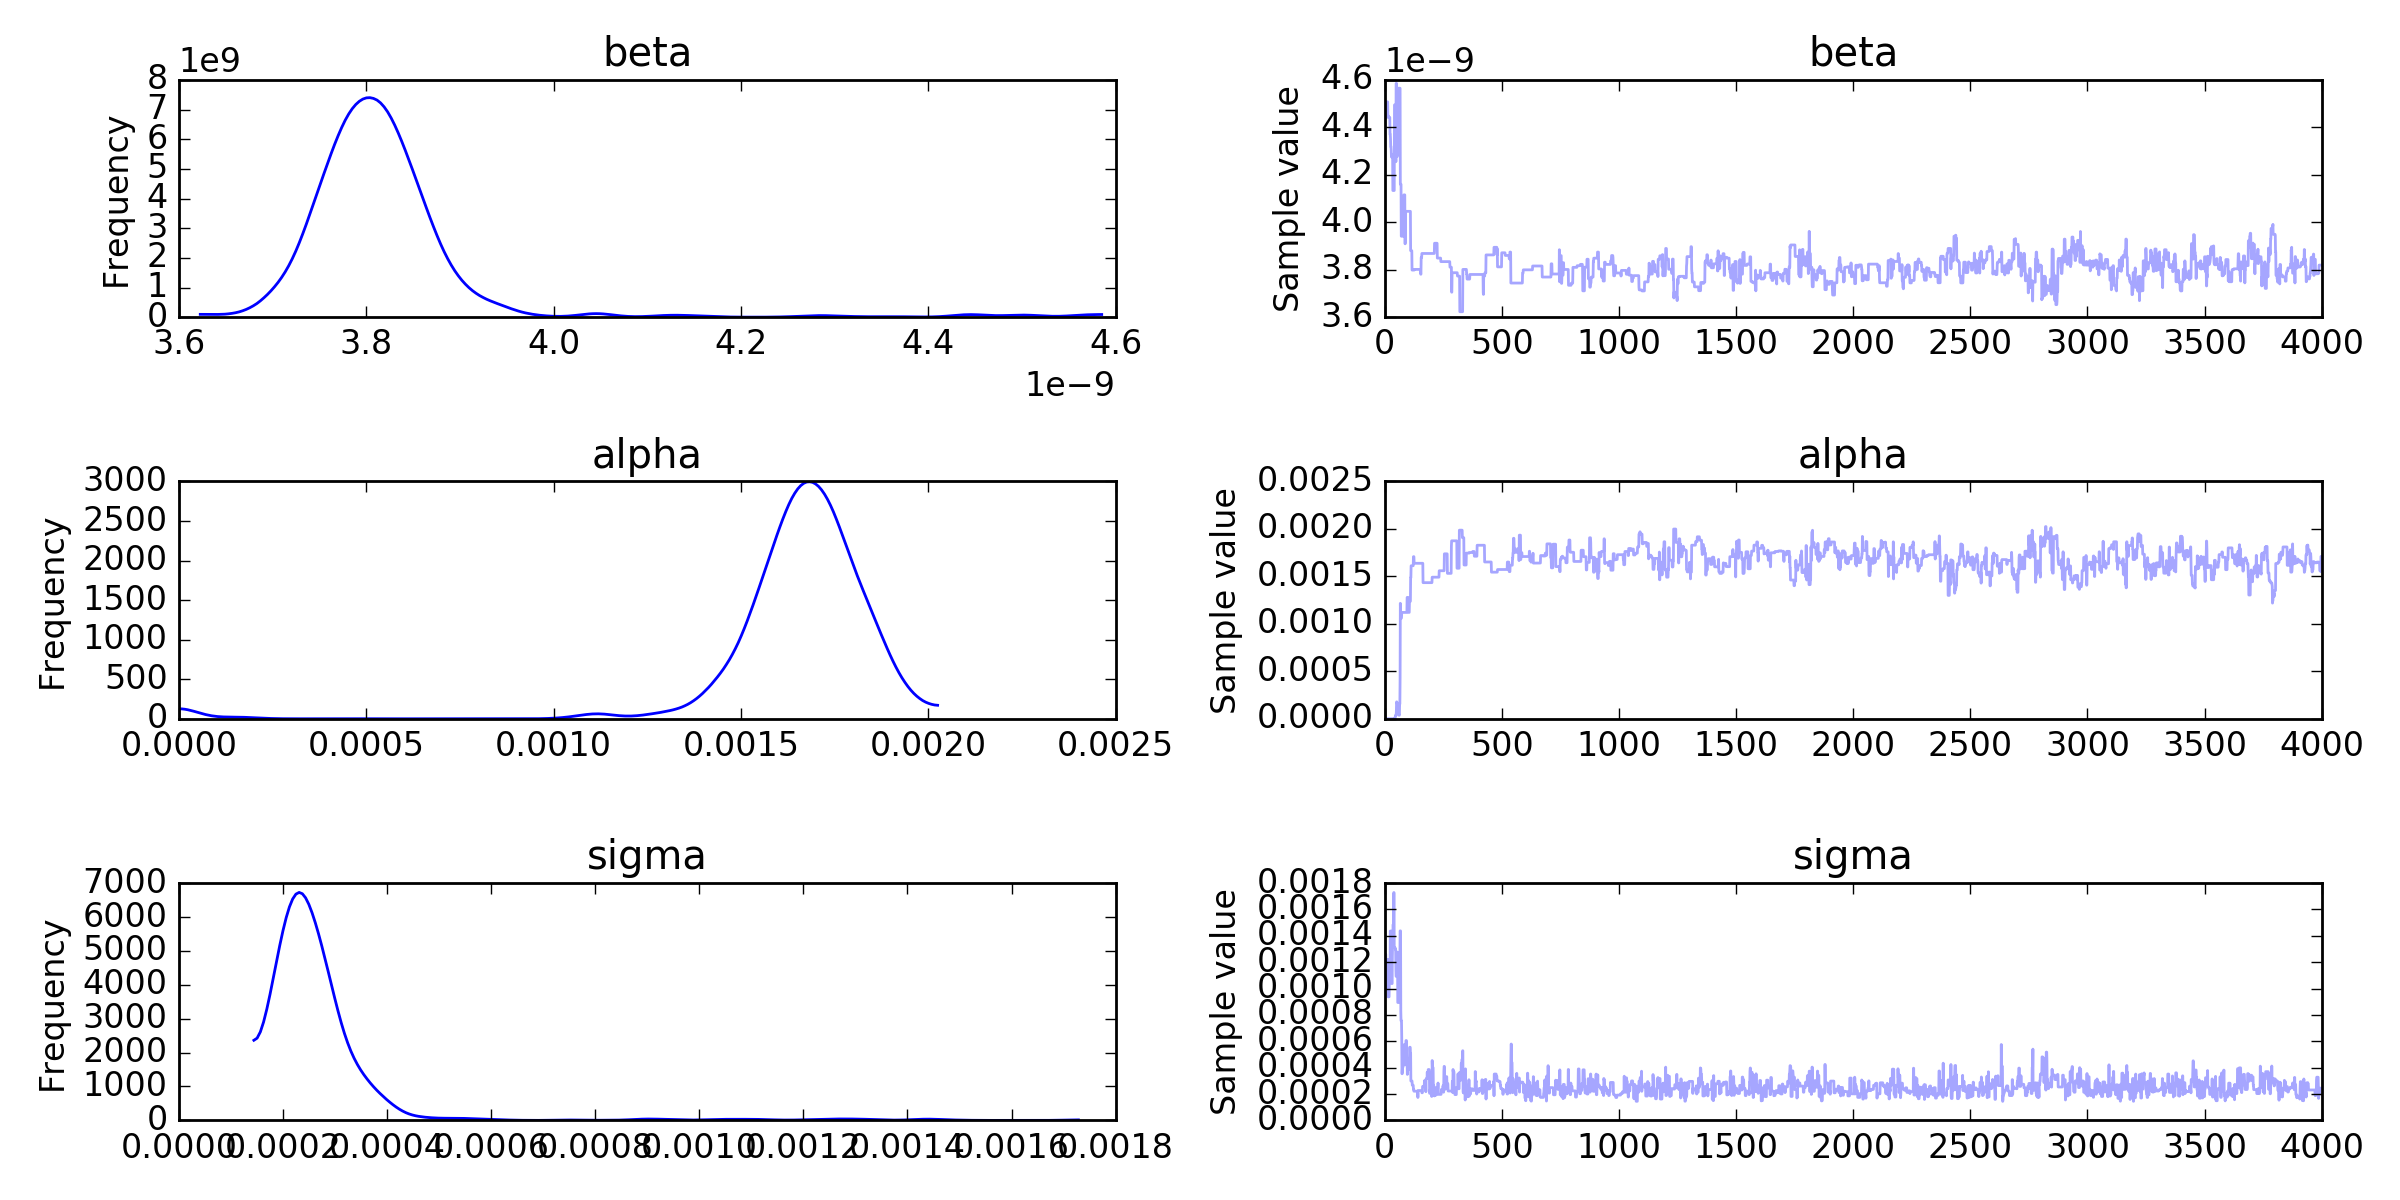 beta
1e9
8
7
6
5
4
3
2
1
0
Frequency
3.6 3.8 4.0 4.2 4.4 4.6
1e−9
beta
1e−9
4.6
4.4
4.2
4.0
3.8
3.6
Sample value
0 500 1000 1500 2000 2500 3000 3500 4000
alpha
3000
2500
2000
1500
1000
500
0
Frequency
0.0000 0.0005 0.0010 0.0015 0.0020 0.0025
alpha
0.0025
0.0020
0.0015
0.0010
0.0005
0.0000
Sample value
0 500 1000 1500 2000 2500 3000 3500 4000
sigma
7000
6000
5000
4000
3000
2000
1000
0
Frequency
0.0000 0.0002 0.0004 0.0006 0.0008 0.0010 0.0012 0.0014 0.0016 0.0018
sigma
0.0018
0.0016
0.0014
0.0012
0.0010
0.0008
0.0006
0.0004
0.0002
0.0000
Sample value
0 500 1000 1500 2000 2500 3000 3500 4000